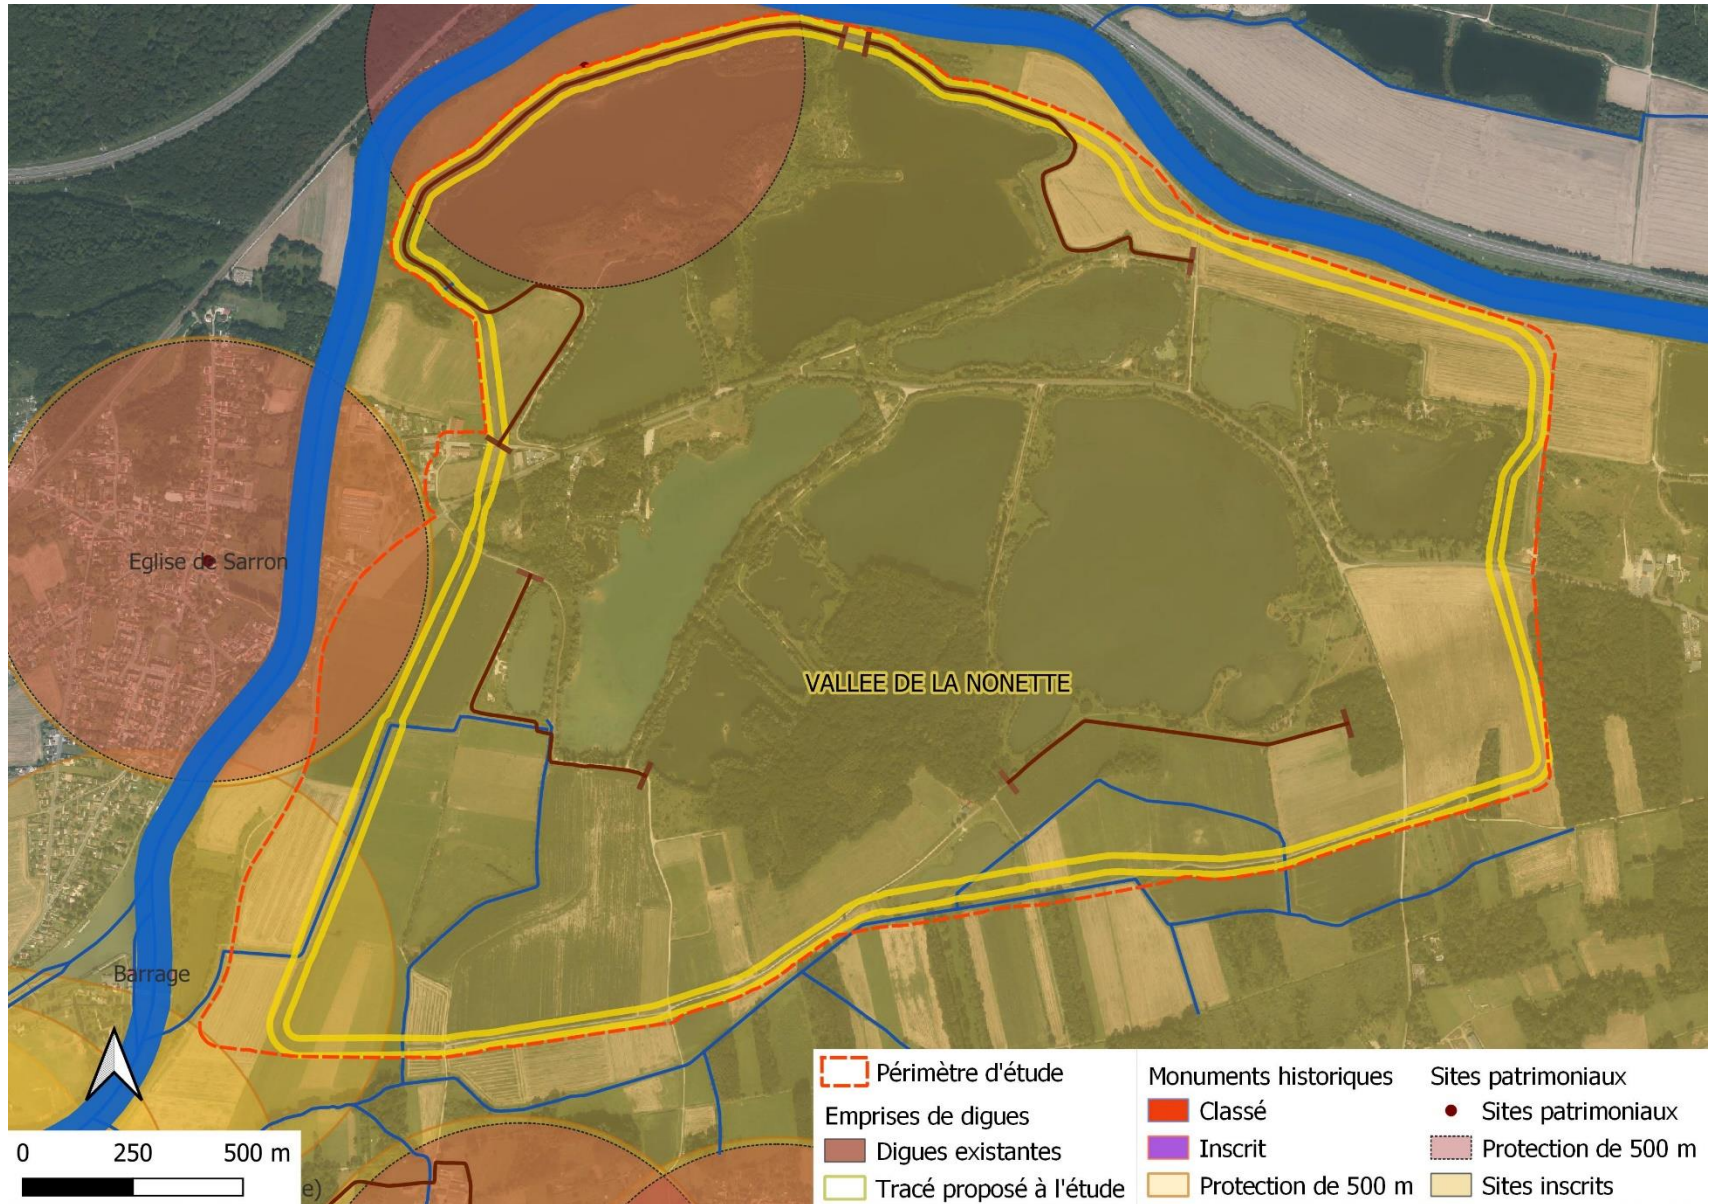 Eglise de Sarron
VALLEE DE LA NONETTE
Barrage
0 250 500 m
e)
Périmètre d'étude
Emprises de digues
Digues existantes
Tracé proposé à l'étude
Monuments historiques
Classé
Inscrit
Protection de 500 m
Sites patrimoniaux
Sites patrimoniaux
Protection de 500 m
Sites inscrits